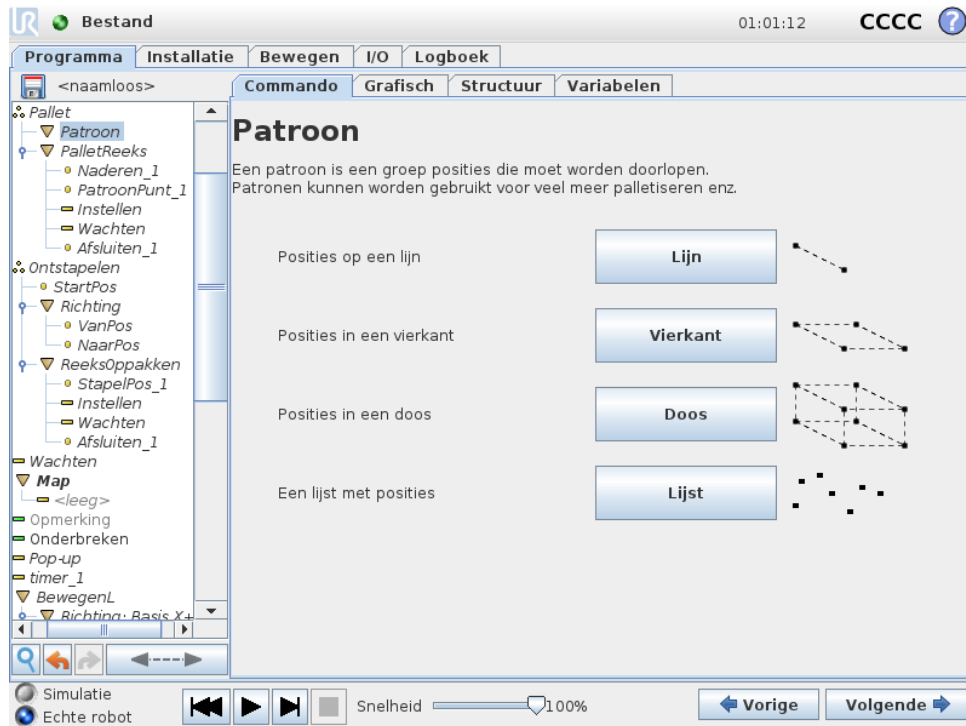 UR Bestand 01:01:12 CCCC ?
Programma Installatie Bewegen I/O Logboek
<naamloos> Commando Grafisch Structuur Variabelen
Pallet
Patroon
PalletReeks
Naderen_1
PatroonPunt_1
Instellen
Wachten
Afsluiten_1
Ontstapelen
StartPos
Richting
VanPos
NaarPos
ReeksOppakken
StapelPos_1
Instellen
Wachten
Afsluiten_1
Wachten
Map
<leeg>
Opmerking
Onderbreken
Pop-up
timer_1
BewegenL
Richting: Basis X+
Patroon
Een patroon is een groep posities die moet worden doorlopen.
Patronen kunnen worden gebruikt voor veel meer palletiseren enz.
Posities op een lijn Lijn
Posities in een vierkant Vierkant
Posities in een doos Doos
Een lijst met posities Lijst
Simulatie
Echte robot
Snelheid 100%
Vorige Volgende